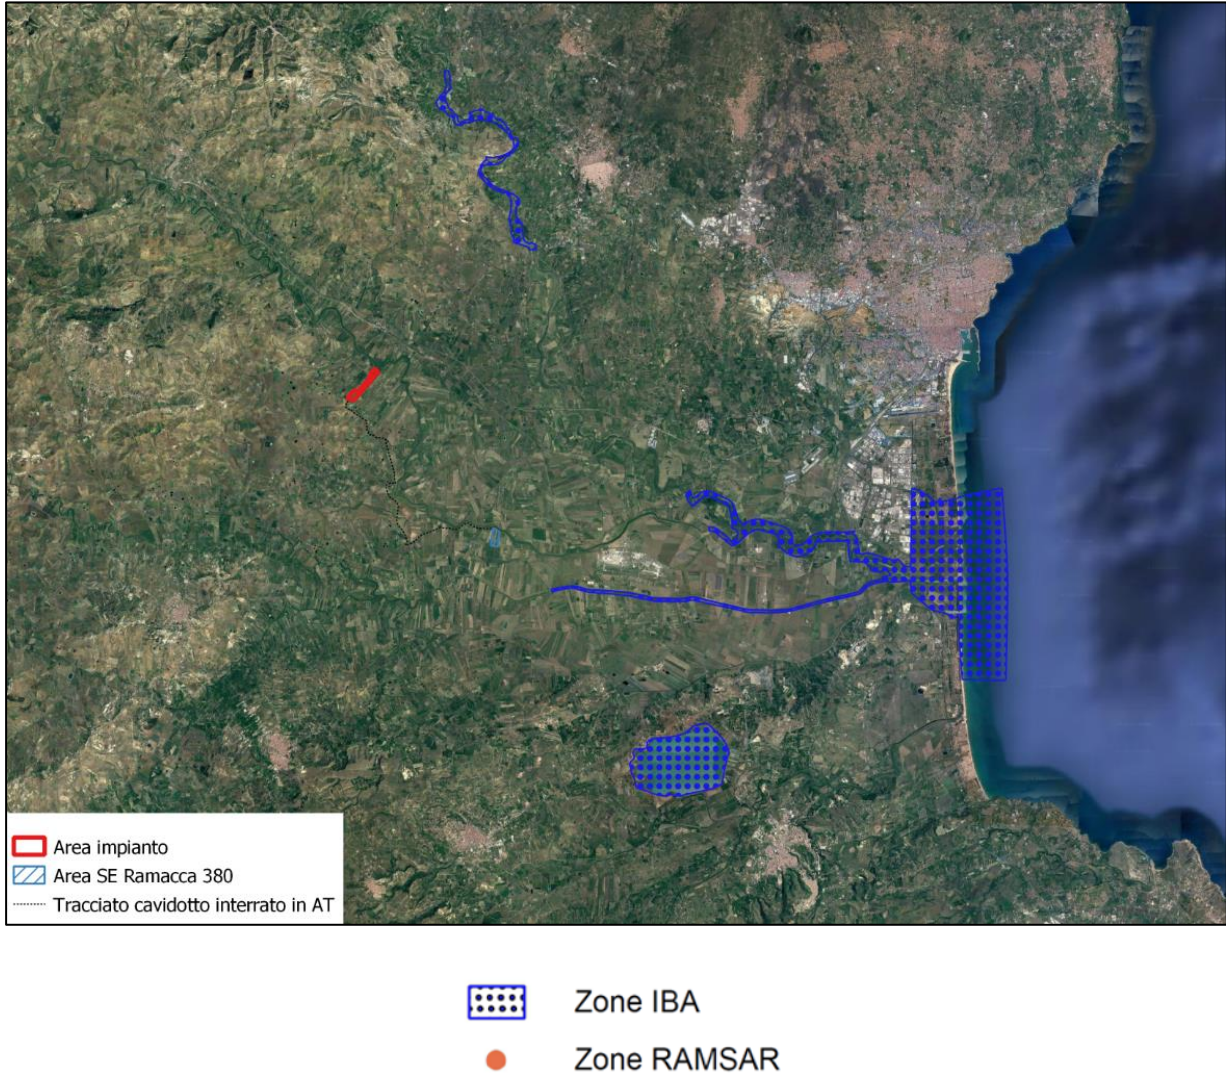 Area impianto
Area SE Ramacca 380
Tracciato cavidotto interrato in AT
Zone IBA
Zone RAMSAR